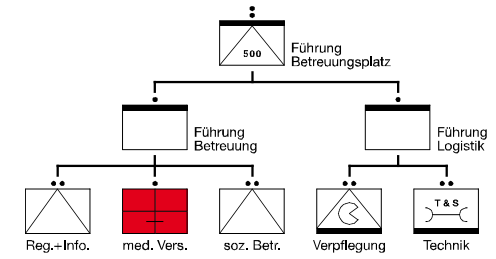 500
Führung
Betreuungsplatz
Führung
Betreuung
Führung
Logistik
T & S
Reg.+Info.
med. Vers.
soz. Betr.
Verpflegung
Technik